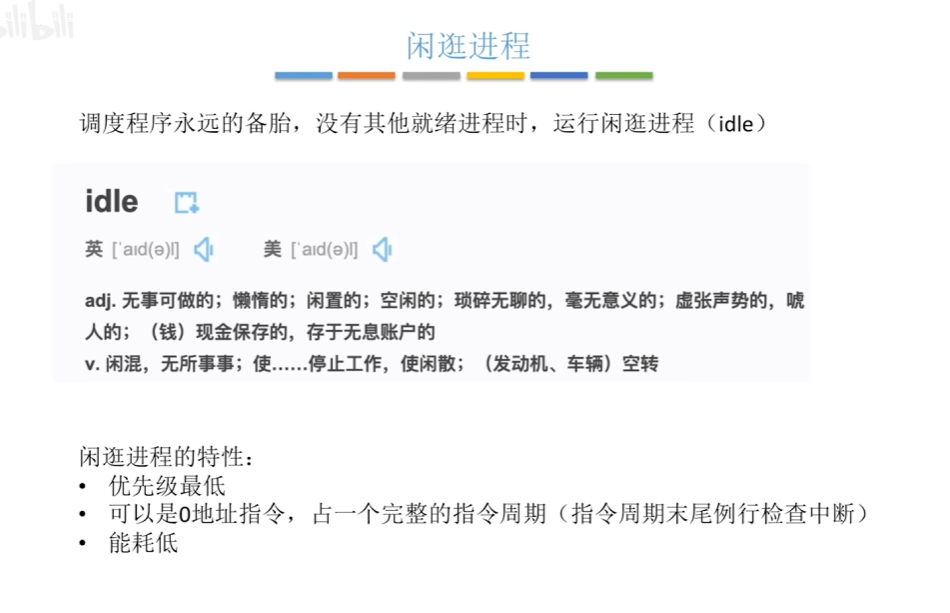 bilibili
闲逛进程
调度程序永远的备胎，没有其他就绪进程时，运行闲逛进程（idle）
idle
英 [ˈaɪd(ə)l] 美 [ˈaɪd(ə)l]
adj. 无事可做的；懒惰的；闲置的；空闲的；琐碎无聊的，毫无意义的；虚张声势的，唬
人的；（钱）现金保存的，存于无息账户的
v. 闲混，无所事事；使……停止工作，使闲散；（发动机、车辆）空转
闲逛进程的特性：
• 优先级最低
• 可以是0地址指令，占一个完整的指令周期（指令周期末尾例行检查中断）
• 能耗低